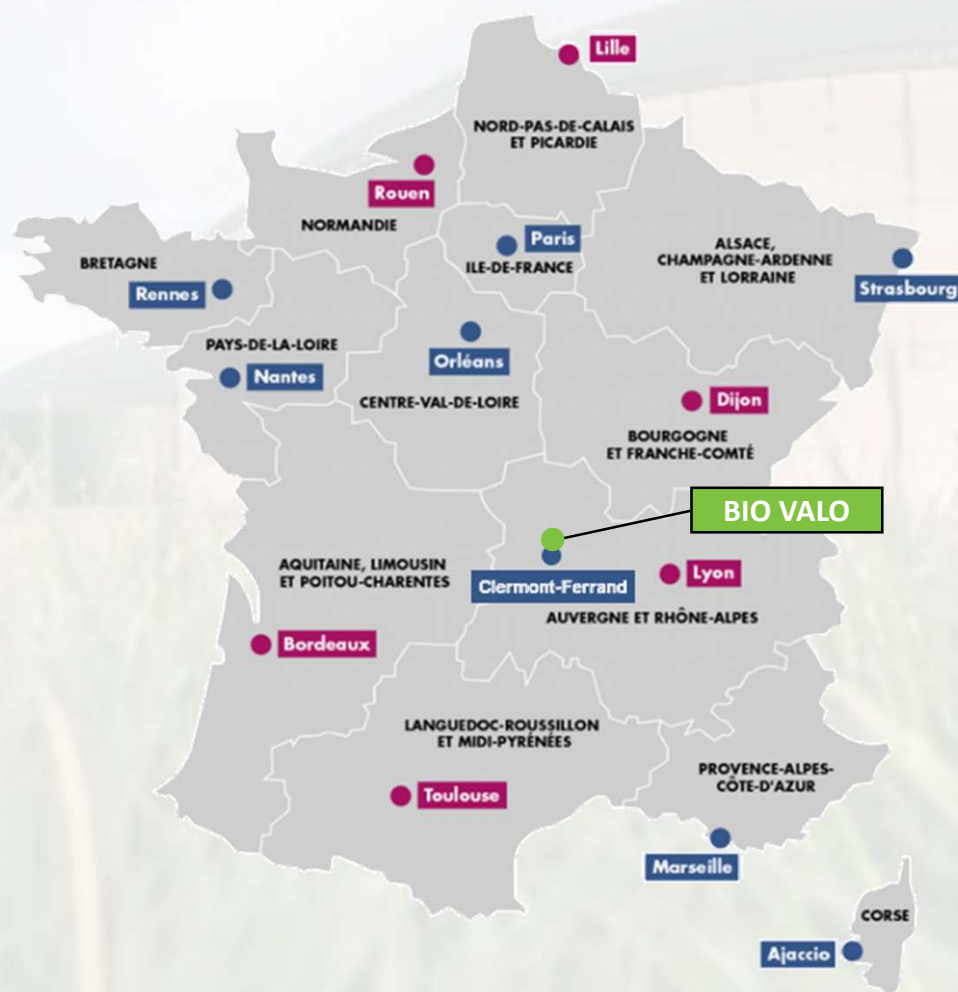 Lille
NORD-PAS-DE-CALAIS
ET PICARDIE
Rouen
NORMANDIE
Paris
ILE-DE-FRANCE
ALSACE,
CHAMPAGNE-ARDENNE
ET LORRAINE
Strasbourg
BRETAGNE
Rennes
PAYS-DE-LA-LOIRE
Nantes
Orléans
CENTRE-VAL-DE-LOIRE
Dijon
BOURGOGNE
ET FRANCHE-COMTÉ
BIO VALO
AQUITAINE, LIMOUSIN
ET POITOU-CHARENTES
Clermont-Ferrand
Lyon
AUVERGNE ET RHÔNE-ALPES
Bordeaux
LANGUEDOC-ROUSSILLON
ET MIDI-PYRÉNÉES
Toulouse
PROVENCE-ALPES-
CÔTE-D'AZUR
Marseille
CORSE
Ajaccio